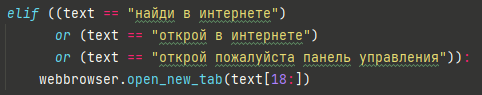 elif ((text == "найди в интернете")
or (text == "открой в интернете")
or (text == "открой пожалуйста панель управления")):
webbrowser.open_new_tab(text[18:])